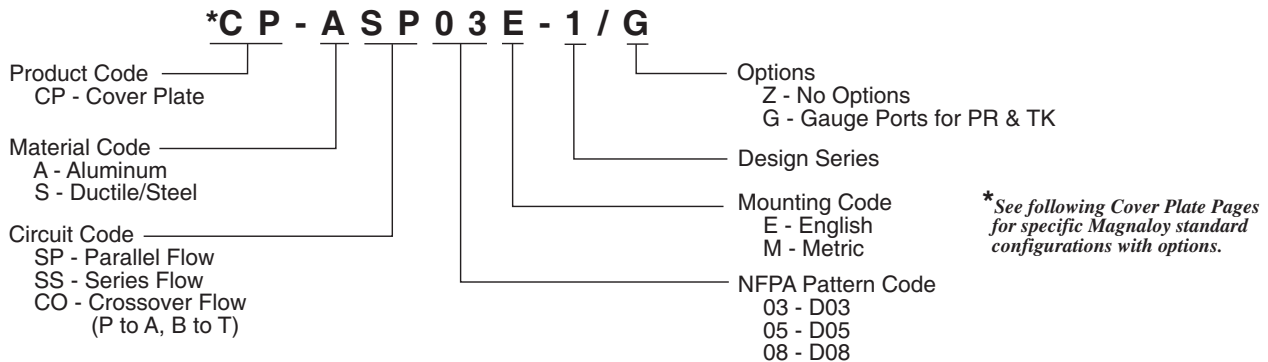 *CP-ASP03E-1/G
Product Code
CP - Cover Plate
Material Code
A - Aluminum
S - Ductile/Steel
Circuit Code
SP - Parallel Flow
SS - Series Flow
CO - Crossover Flow
(P to A, B to T)
Options
Z - No Options
G - Gauge Ports for PR & TK
Design Series
Mounting Code
E - English
M - Metric
NFPA Pattern Code
03 - D03
05 - D05
08 - D08
*See following Cover Plate Pages
for specific Magnaloy standard
configurations with options.